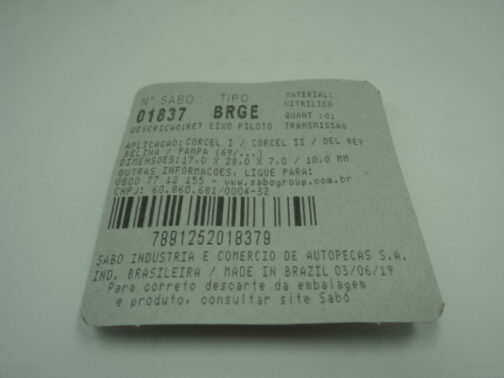 Nº SABO TIPO MATERIAL:
01837 BRGE NITRILICO
QUANT :01
DESCRICAO:RET EIXO PILOTO TRANSMISSAO
APLICACAO: CORCEL I / CORCEL II / DEL REY
BELINA / PAMPA (69/...)
DIMENSOES:17.0 X 28.0 X 7.0 / 10.0 MM
OUTRAS INFORMACOES, LIGUE PARA:
0800 77 12 155 - www.sabogroup.com.br
CNPJ: 60.860.681/0004-32
7891252018379
SABO INDUSTRIA E COMERCIO DE AUTOPECAS S.A.
IND. BRASILEIRA / MADE IN BRAZIL 03/06/19
Para correto descarte da embalagem
e produto, consultar site Sabó